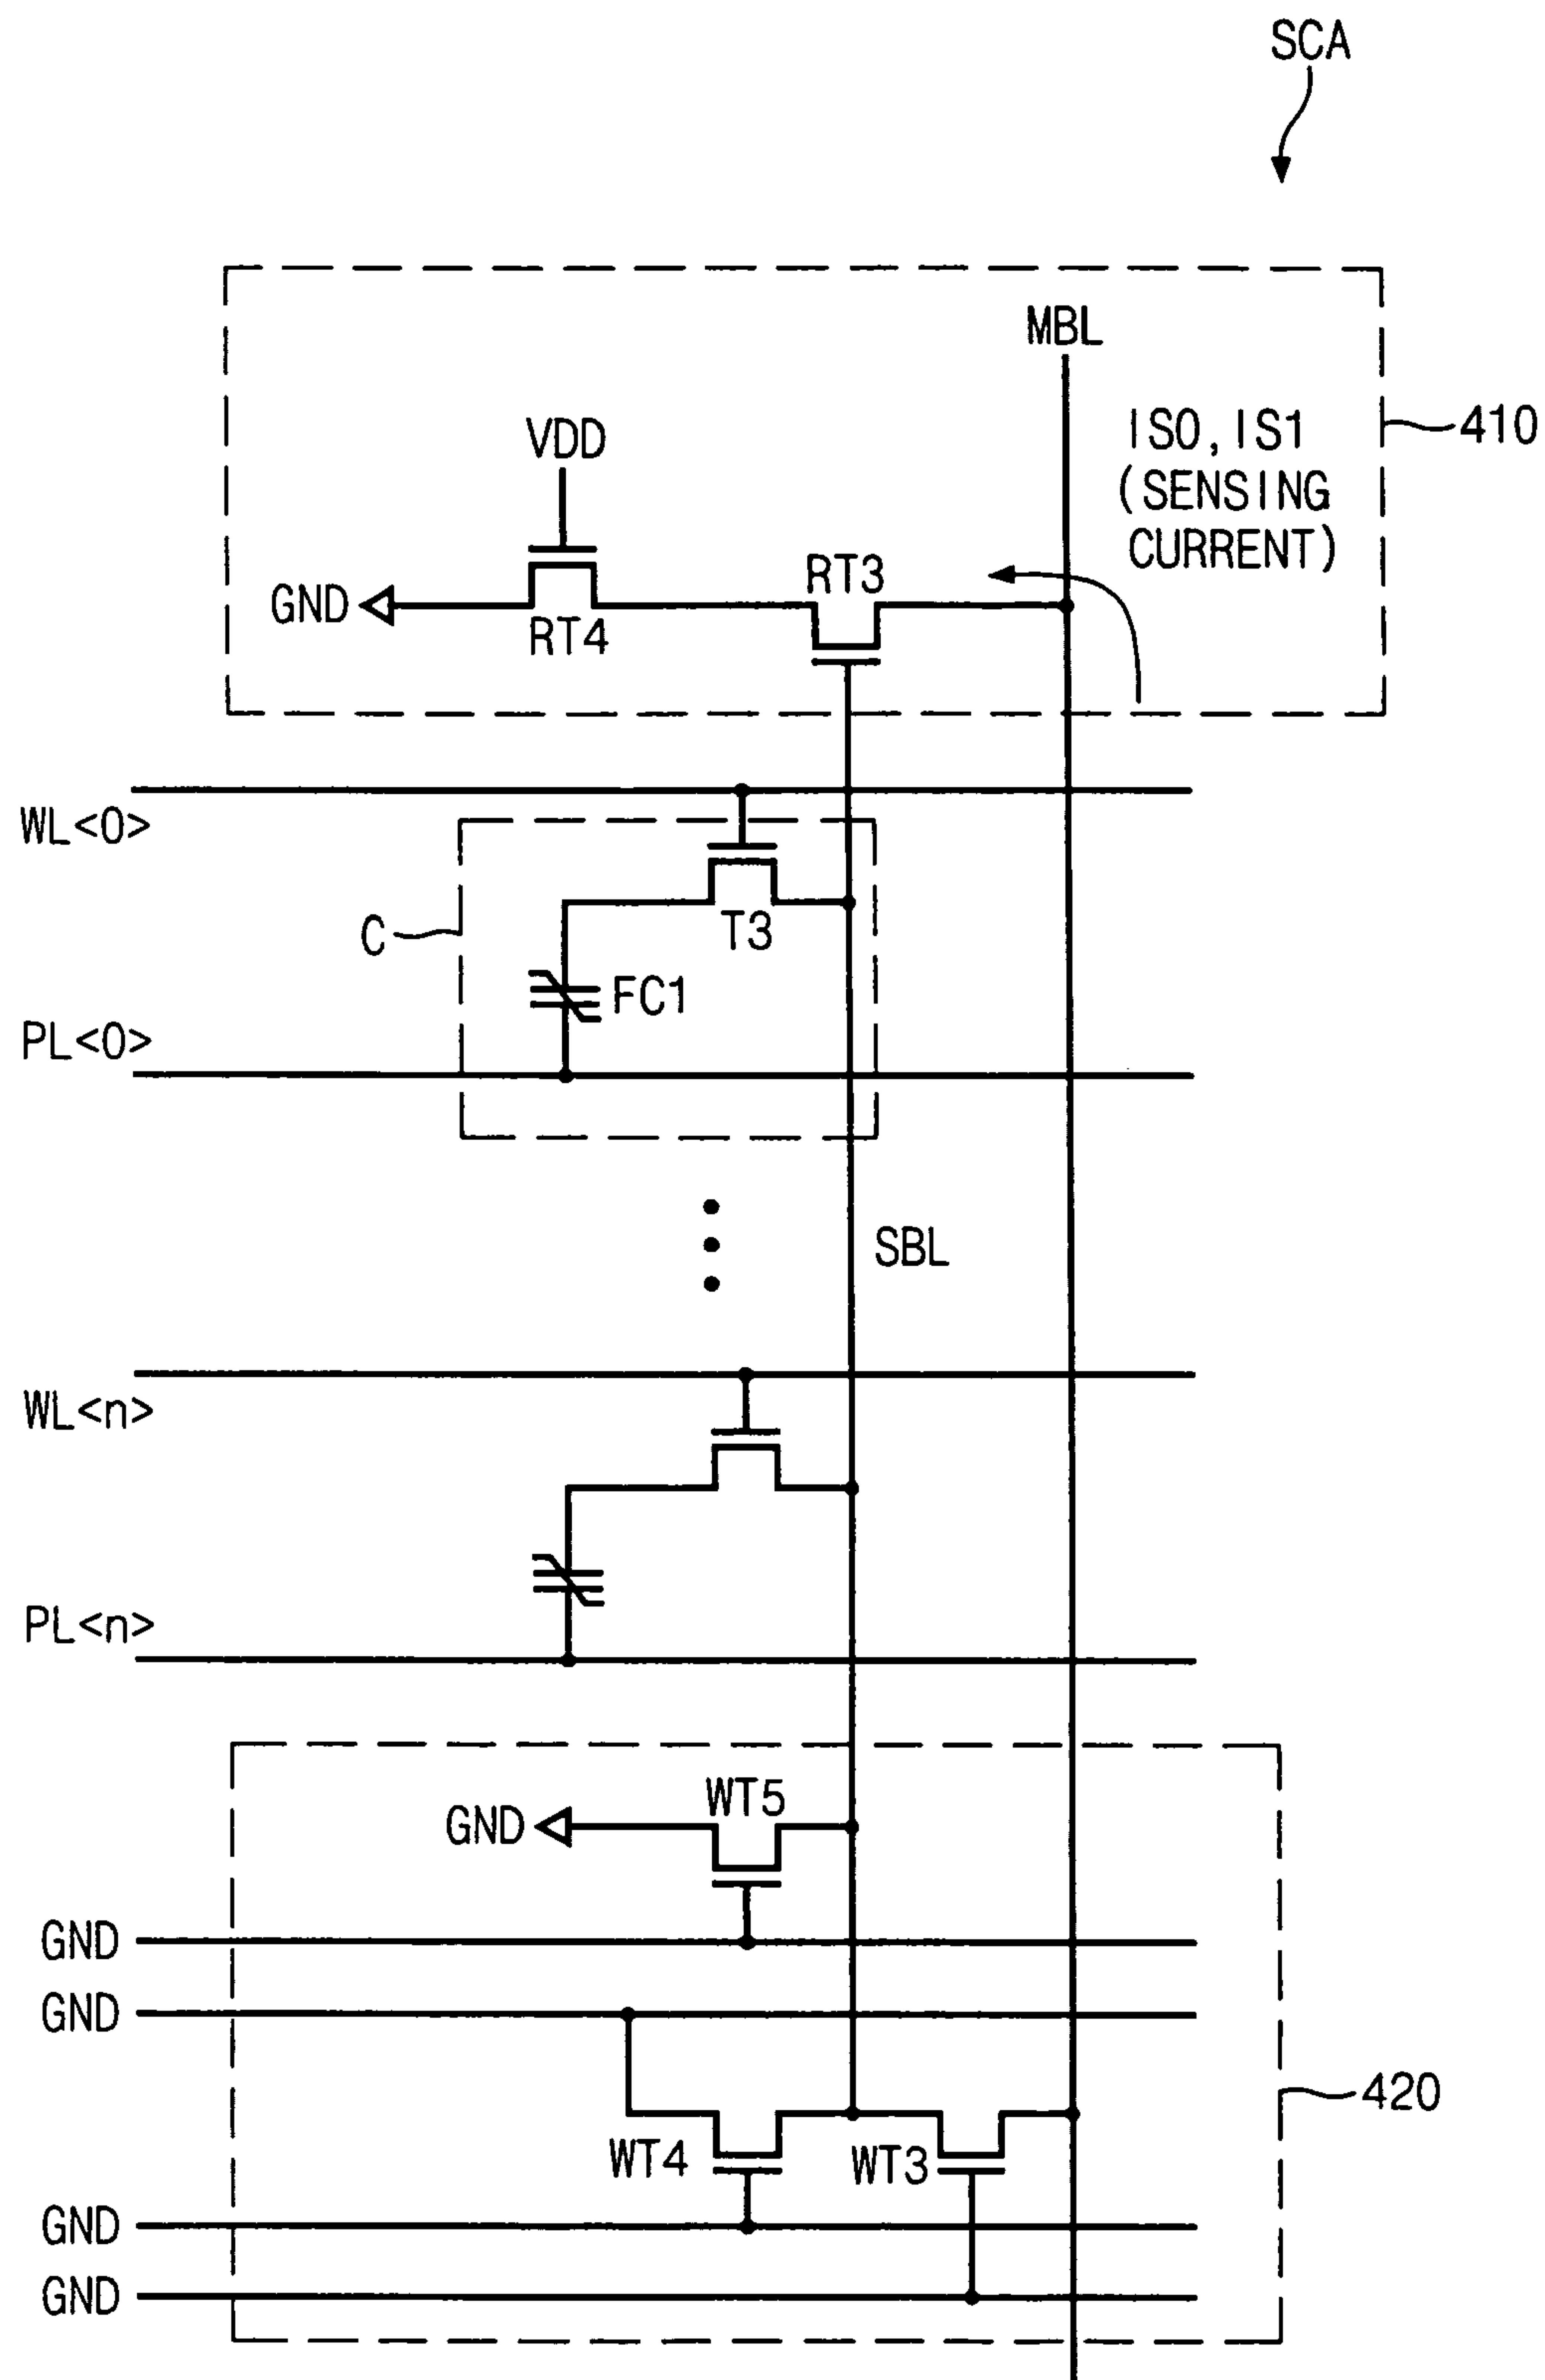 SCA
MBL
IS0, IS1
(SENSING
CURRENT)
410
VDD
RT3
GND
RT4
WL<0>
T3
C
FC1
PL<0>
SBL
WL<n>
PL<n>
WT5
GND
GND
GND
420
WT4
WT3
GND
GND